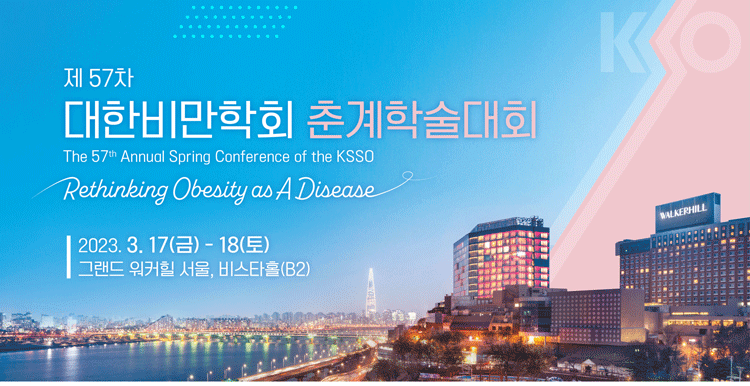 KSSO
제 57차
대한비만학회 춘계학술대회
The 57th Annual Spring Conference of the KSSO
Rethinking Obesity as A Disease
2023. 3. 17(금) - 18(토)
그랜드 워커힐 서울, 비스타홀(B2)
WALKERHILL